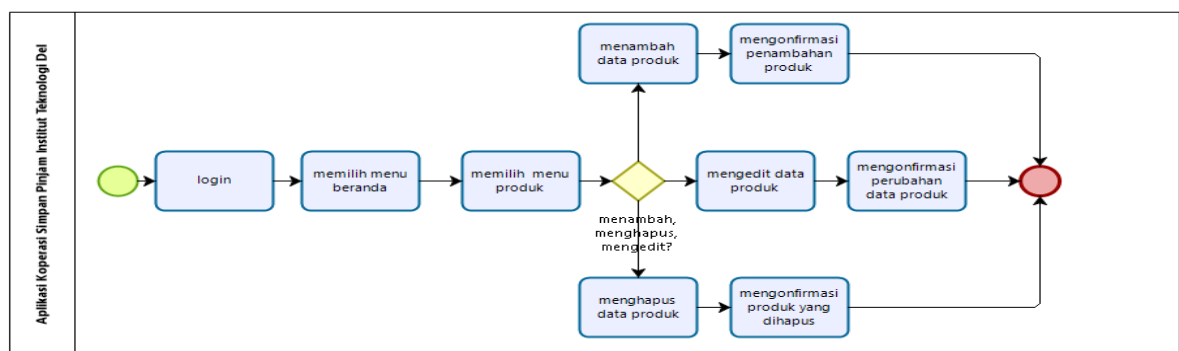 Aplikasi Koperasi Simpan Pinjam Institut Teknologi Del
login
memilih menu
beranda
memilih menu
produk
menambah,
menghapus,
mengedit?
menambah
data produk
mengonfirmasi
penambahan
produk
mengedit data
produk
mengonfirmasi
perubahan
data produk
menghapus
data produk
mengonfirmasi
produk yang
dihapus